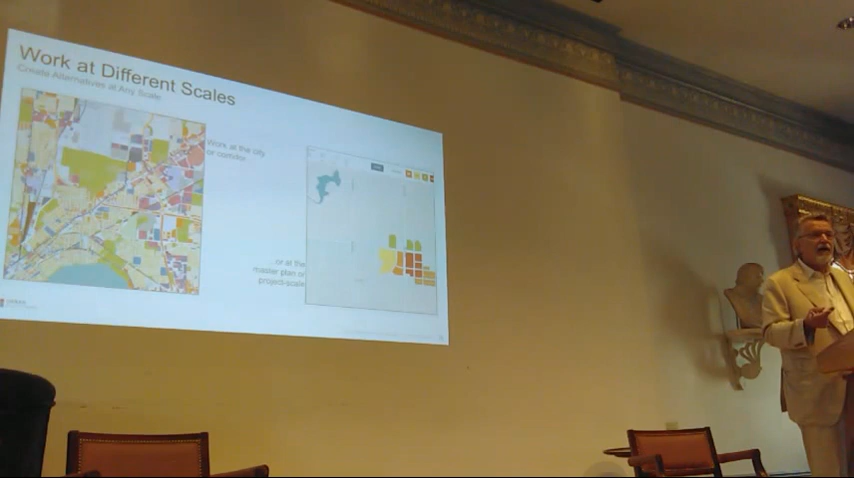 Work at Different Scales
Create Alternatives at Any Scale
Work at the city
or corridor
...or at the
master plan or
project-scale
URBAN